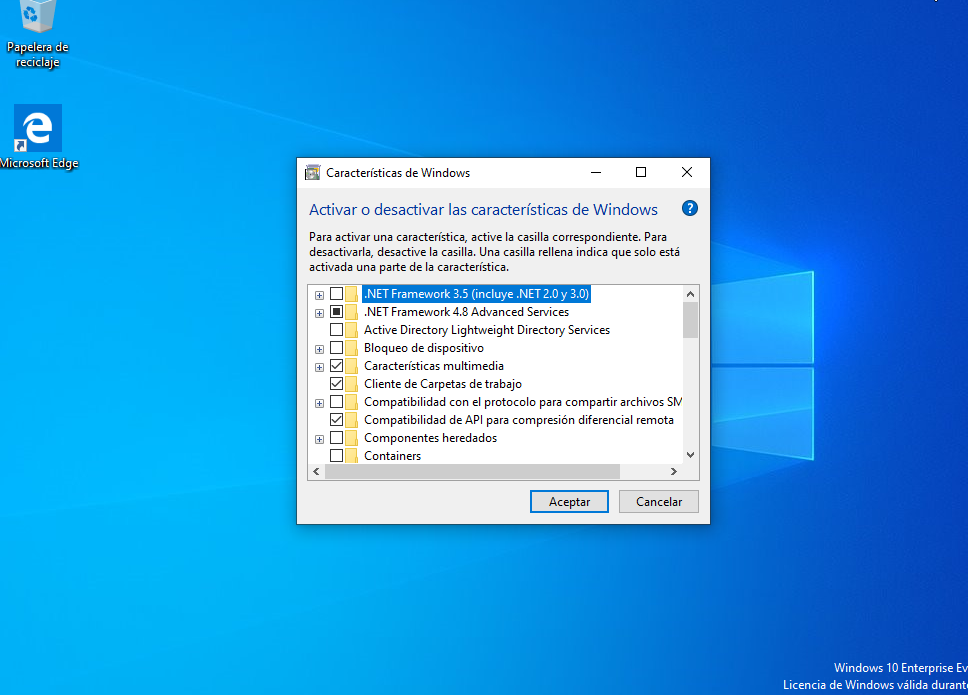 Papelera de
reciclaje
Microsoft Edge
Características de Windows
Activar o desactivar las características de Windows
?
Para activar una característica, active la casilla correspondiente. Para
desactivarla, desactive la casilla. Una casilla rellena indica que solo está
activada una parte de la característica.
.NET Framework 3.5 (incluye .NET 2.0 y 3.0)
.NET Framework 4.8 Advanced Services
Active Directory Lightweight Directory Services
Bloqueo de dispositivo
Características multimedia
Cliente de Carpetas de trabajo
Compatibilidad con el protocolo para compartir archivos SM
Compatibilidad de API para compresión diferencial remota
Componentes heredados
Containers
Aceptar Cancelar
Windows 10 Enterprise Ev
Licencia de Windows válida durant